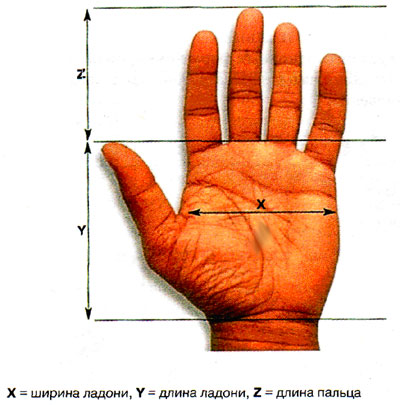 Z'
X
Y
X = ширина ладони, Y = длина ладони, Z = длина пальца